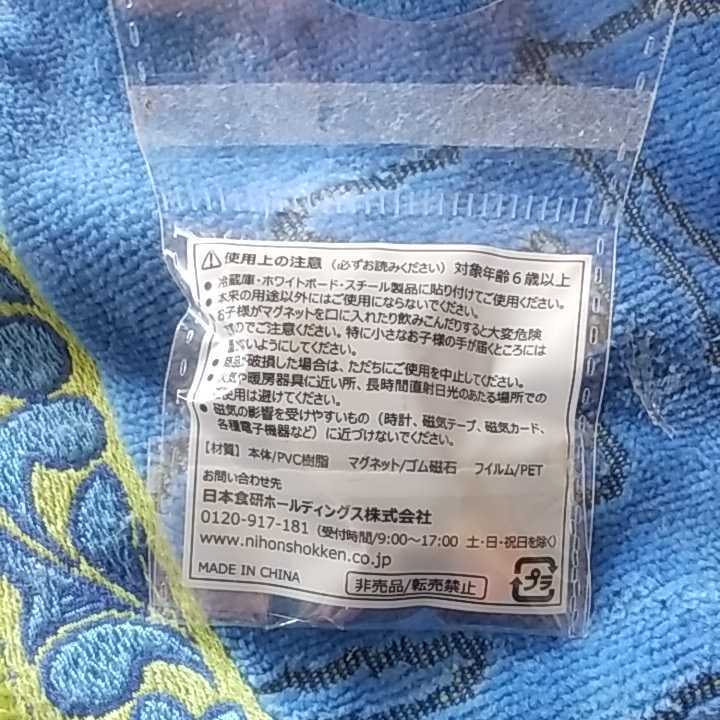 使用上の注意 (必ずお読みください) 対象年齢6歳以上
● 冷蔵庫・ホワイトボード・スチール製品に貼り付けてご使用ください。
● 本来の用途以外にはご使用にならないでください。
お子様がマグネットを口に入れたり飲みこんだりすると大変危険
のでご注意ください。特に小さなお子様の手が届くところには
ないようにしてください。
● 破損した場合は、ただちにご使用を中止してください。
● 火気や暖房器具に近い所、長時間直射日光のあたる場所での
ご使用は避けてください。
● 磁気の影響を受けやすいもの (時計、磁気テープ、磁気カード、
各種電子機器など) に近づけないでください。
【材質】 本体/PVC樹脂 マグネット/ゴム磁石 フイルム/PET
お問い合わせ先
日本食研ホールディングス株式会社
0120-917-181 (受付時間/9:00~17:00 土・日・祝日を除く)
www.nihonshokken.co.jp
MADE IN CHINA 非売品/転売禁止 プラ